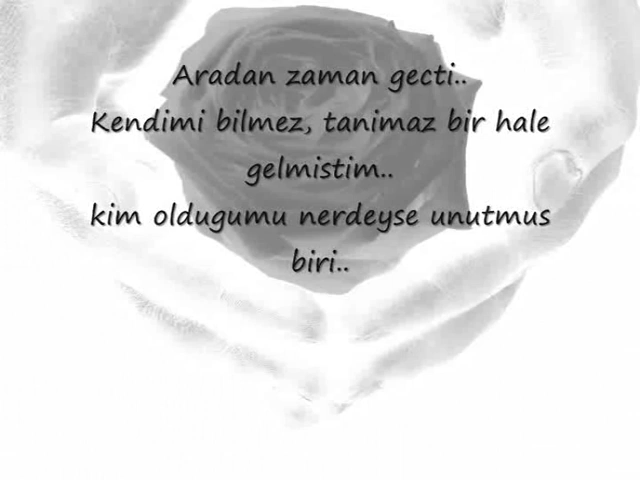 Aradan zaman gecti..
Kendimi bilmez, tanimaz bir hale
gelmistim..
kim oldugumu nerdeyse unutmus
biri..